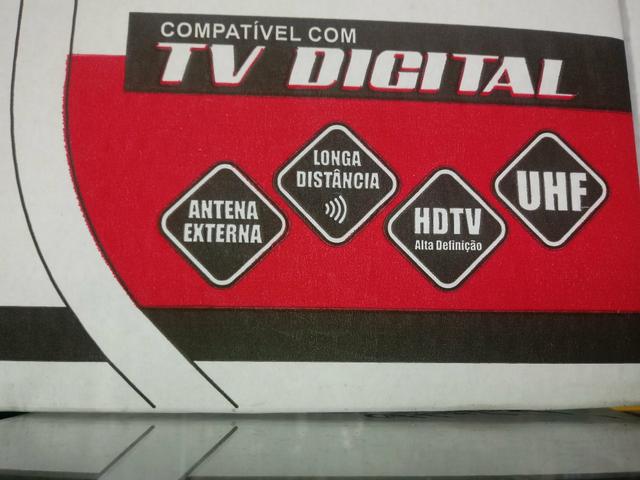 COMPATÍVEL COM
TV DIGITAL
ANTENA
EXTERNA
LONGA
DISTÂNCIA
HDTV
Alta Definição
UHF